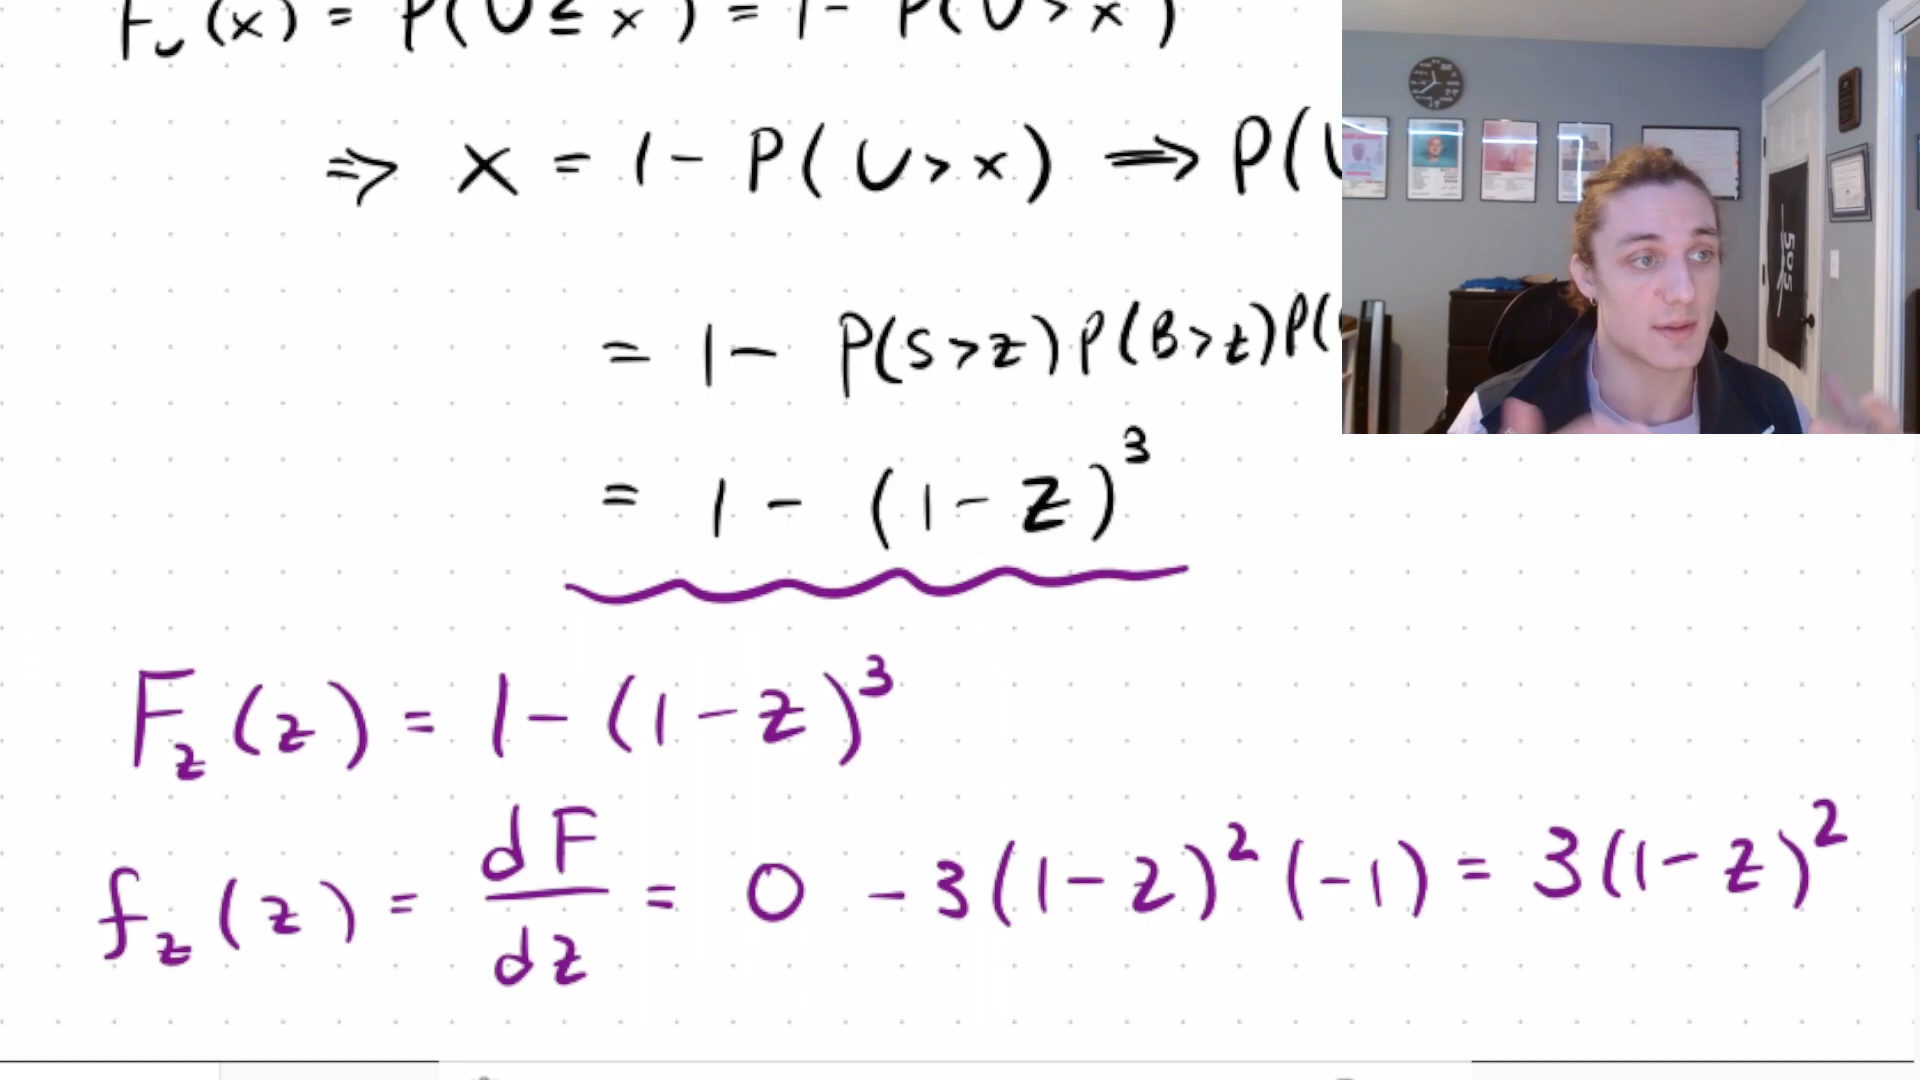 F_U(x) = P(U ≤ x) = 1 - P(U > x)
⇒ x = 1 - P(U > x) ⇒ P(
= 1 - P(S > z) P(B > z) P(
= 1 - (1 - z)^3
F_z(z) = 1 - (1 - z)^3
f_z(z) = dF/dz = 0 - 3(1 - z)^2 (-1) = 3(1 - z)^2
505